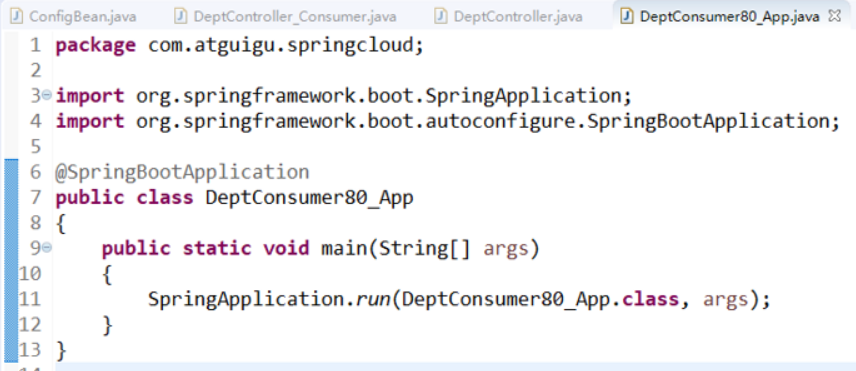 ConfigBean.java DeptController_Consumer.java DeptController.java DeptConsumer80_App.java
1 package com.atguigu.springcloud;
2
3 import org.springframework.boot.SpringApplication;
4 import org.springframework.boot.autoconfigure.SpringBootApplication;
5
6 @SpringBootApplication
7 public class DeptConsumer80_App
8 {
9     public static void main(String[] args)
10     {
11         SpringApplication.run(DeptConsumer80_App.class, args);
12     }
13 }